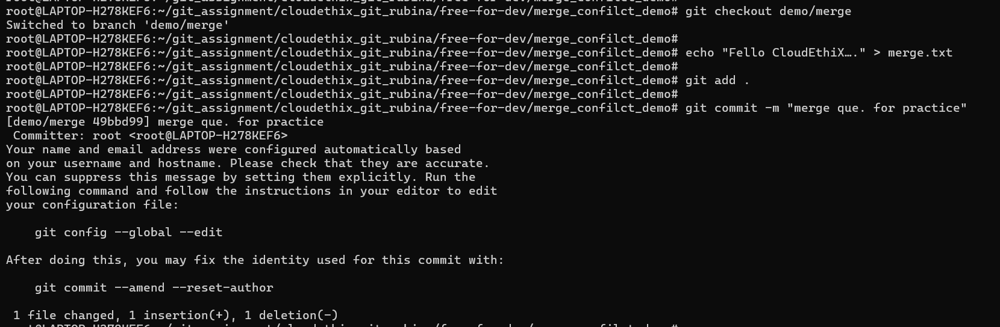 root@LAPTOP-H278KEF6:~/git_assignment/cloudethix_git_rubina/free-for-dev/merge_confilct_demo# git checkout demo/merge
Switched to branch 'demo/merge'
root@LAPTOP-H278KEF6:~/git_assignment/cloudethix_git_rubina/free-for-dev/merge_confilct_demo#
root@LAPTOP-H278KEF6:~/git_assignment/cloudethix_git_rubina/free-for-dev/merge_confilct_demo# echo "Fello CloudEthiX…." > merge.txt
root@LAPTOP-H278KEF6:~/git_assignment/cloudethix_git_rubina/free-for-dev/merge_confilct_demo#
root@LAPTOP-H278KEF6:~/git_assignment/cloudethix_git_rubina/free-for-dev/merge_confilct_demo# git add .
root@LAPTOP-H278KEF6:~/git_assignment/cloudethix_git_rubina/free-for-dev/merge_confilct_demo#
root@LAPTOP-H278KEF6:~/git_assignment/cloudethix_git_rubina/free-for-dev/merge_confilct_demo# git commit -m "merge que. for practice"
[demo/merge 49bbd99] merge que. for practice
 Committer: root <root@LAPTOP-H278KEF6>
Your name and email address were configured automatically based
on your username and hostname. Please check that they are accurate.
You can suppress this message by setting them explicitly. Run the
following command and follow the instructions in your editor to edit
your configuration file:

    git config --global --edit

After doing this, you may fix the identity used for this commit with:

    git commit --amend --reset-author

 1 file changed, 1 insertion(+), 1 deletion(-)